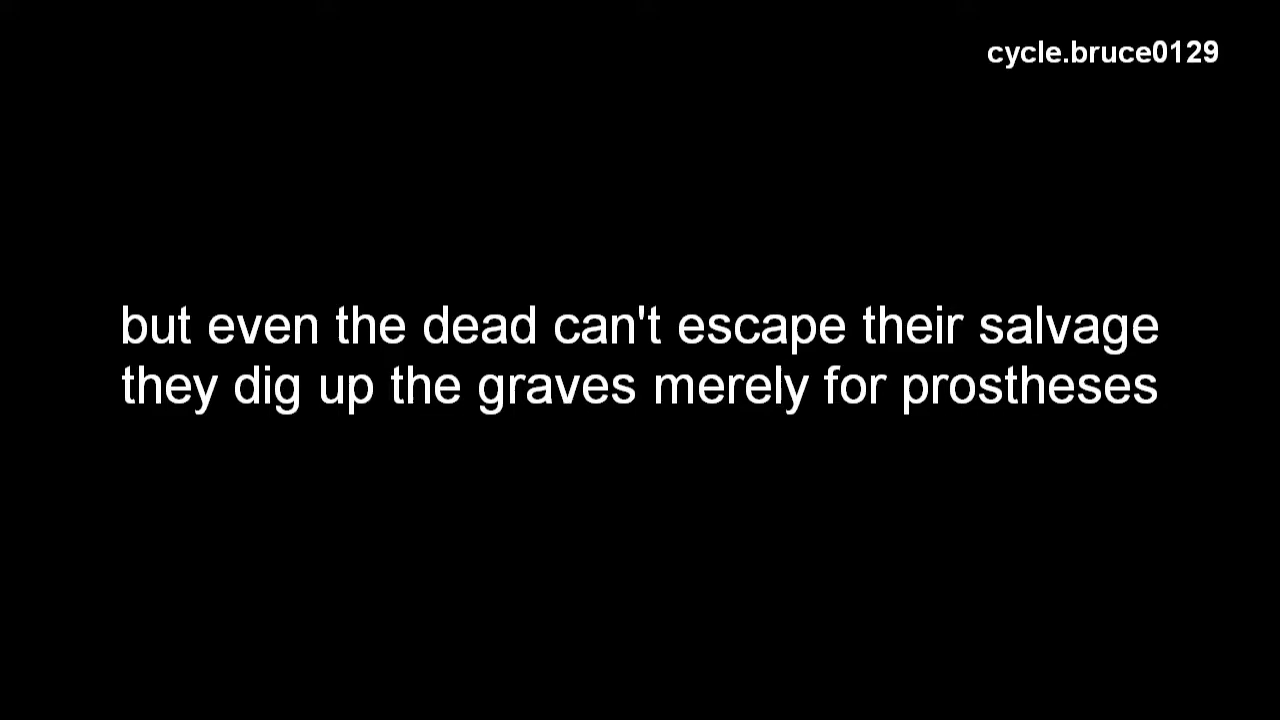 cycle.bruce0129
but even the dead can't escape their salvage
they dig up the graves merely for prostheses